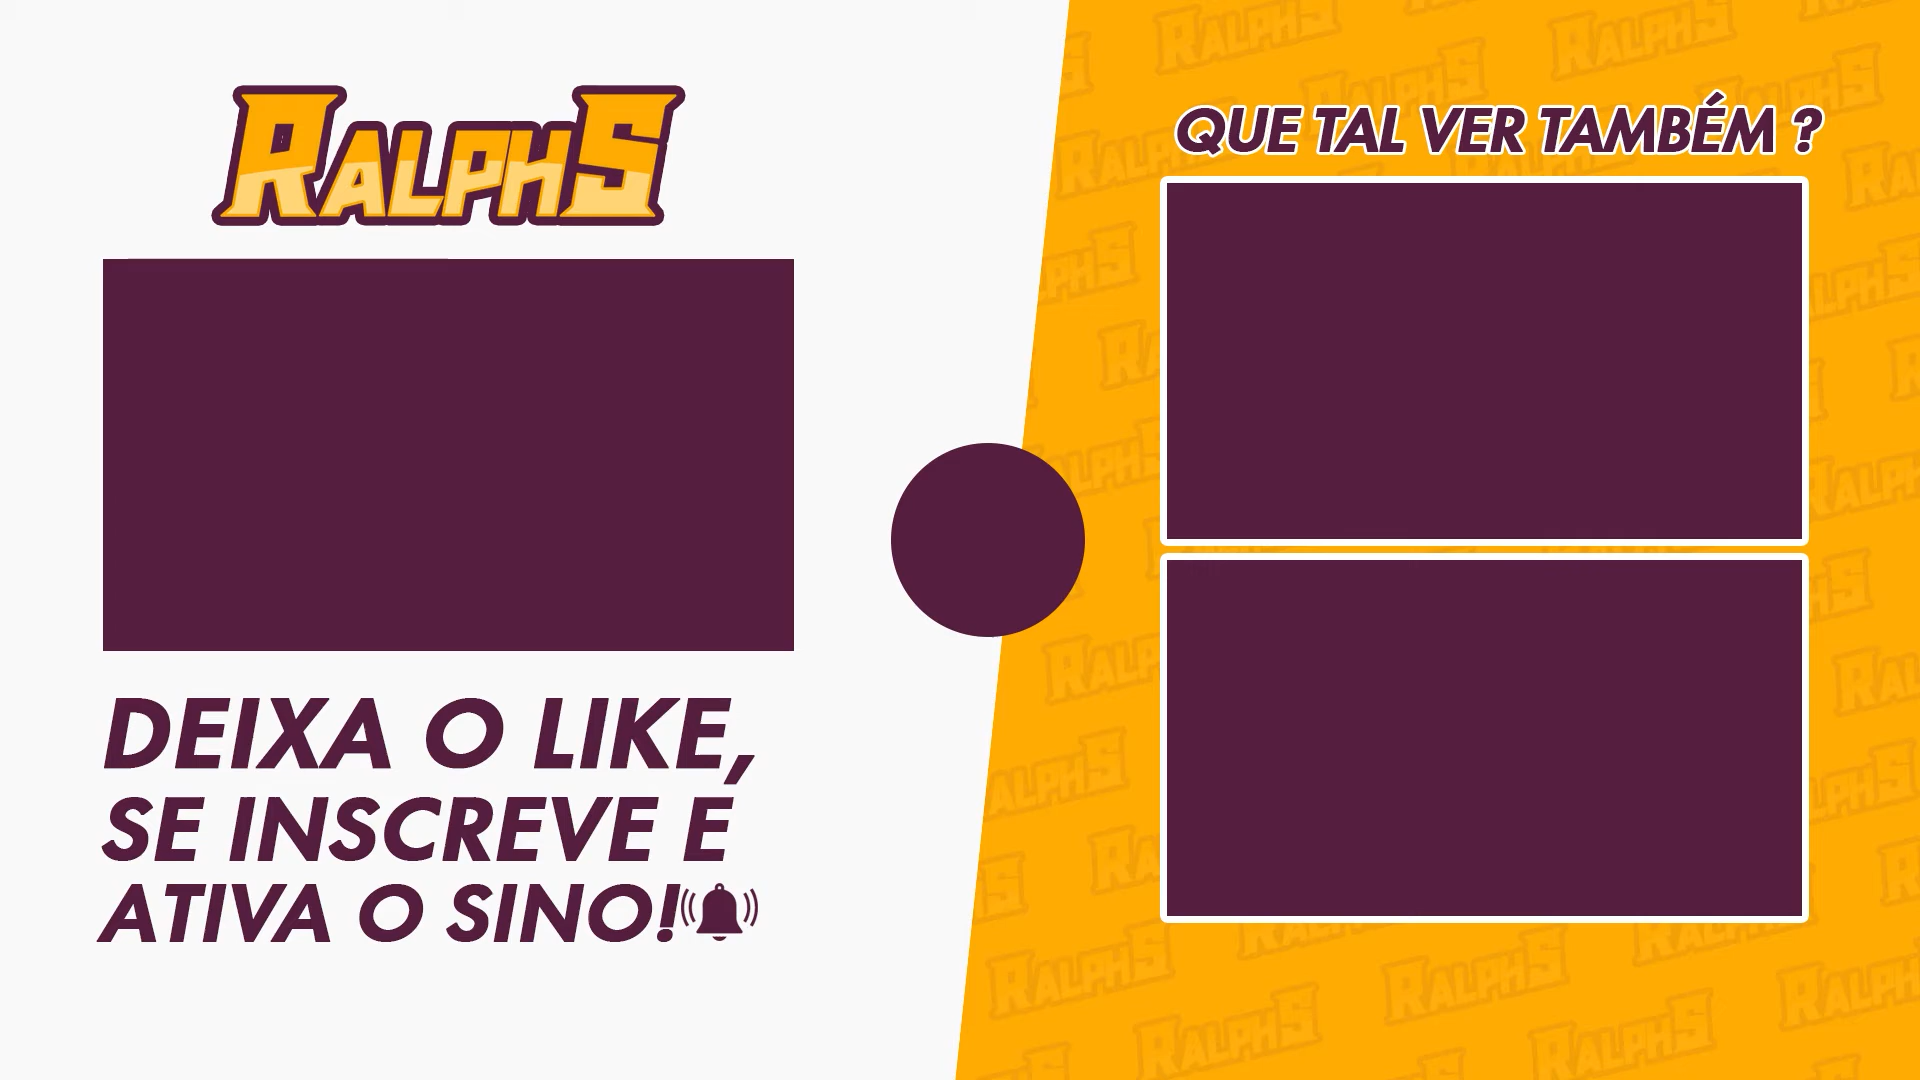 RALPHS
DEIXA O LIKE,
SE INSCREVE E
ATIVA O SINO!
QUE TAL VER TAMBÉM ?